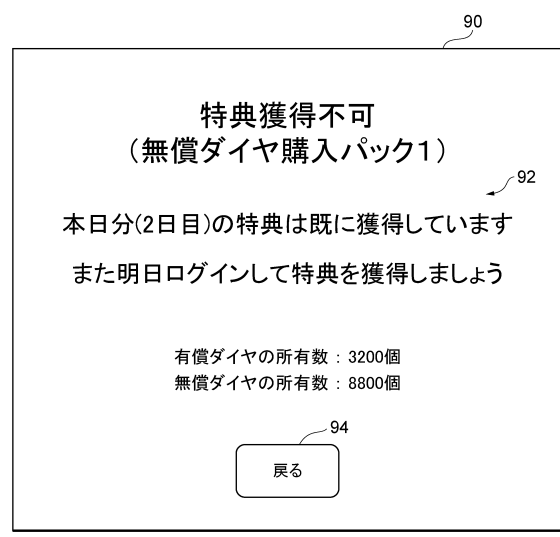 90
特典獲得不可
（無償ダイヤ購入パック１）
92
本日分(2日目)の特典は既に獲得しています
また明日ログインして特典を獲得しましょう
有償ダイヤの所有数：3200個
無償ダイヤの所有数：8800個
94
戻る